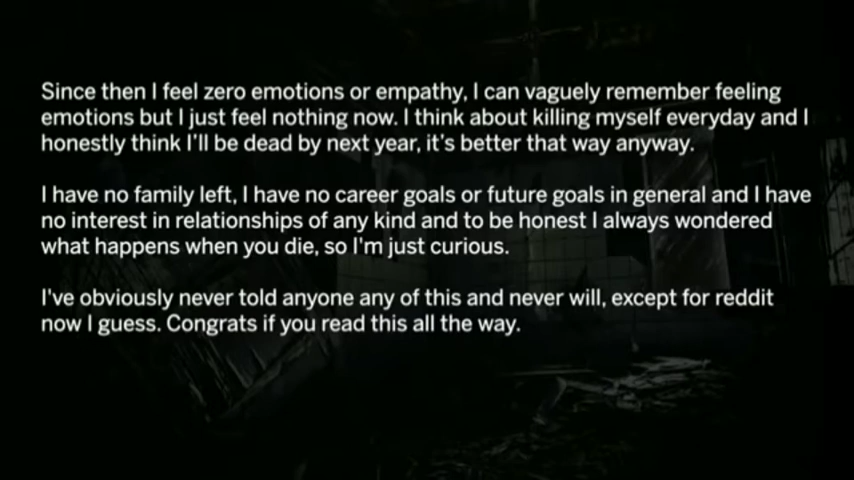 Since then I feel zero emotions or empathy, I can vaguely remember feeling
emotions but I just feel nothing now. I think about killing myself everyday and I
honestly think I'll be dead by next year, it's better that way anyway.
I have no family left, I have no career goals or future goals in general and I have
no interest in relationships of any kind and to be honest I always wondered
what happens when you die, so I'm just curious.
I've obviously never told anyone any of this and never will, except for reddit
now I guess. Congrats if you read this all the way.